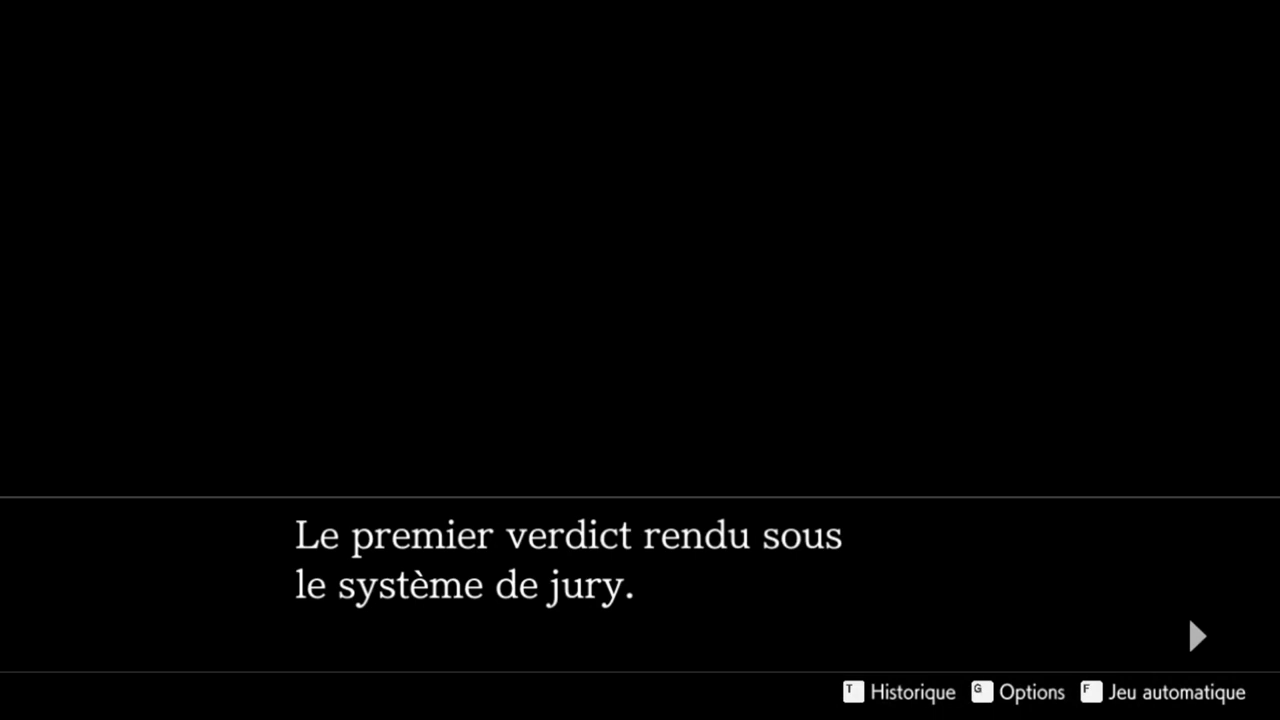 Le premier verdict rendu sous
le système de jury.
T Historique G Options F Jeu automatique